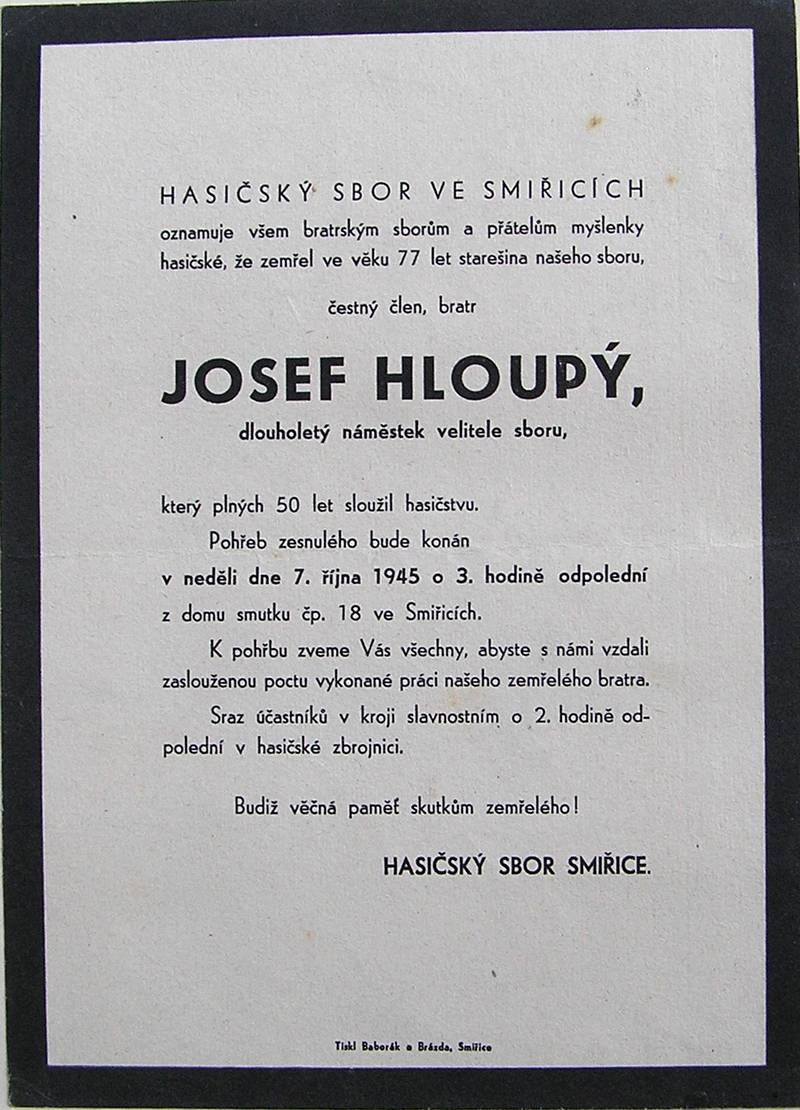 HASIČSKÝ SBOR VE SMIŘICÍCH
oznamuje všem bratrským sborům a přátelům myšlenky
hasičské, že zemřel ve věku 77 let starešina našeho sboru,
čestný člen, bratr
JOSEF HLOUPÝ,
dlouholetý náměstek velitele sboru,
který plných 50 let sloužil hasičstvu.
Pohřeb zesnulého bude konán
v neděli dne 7. října 1945 o 3. hodině odpolední
z domu smutku čp. 18 ve Smiřicích.
K pohřbu zveme Vás všechny, abyste s námi vzdali
zaslouženou poctu vykonané práci našeho zemřelého bratra.
Sraz účastníků v kroji slavnostním o 2. hodině od-
polední v hasičské zbrojnici.
Budiž věčná paměť skutkům zemřelého!
HASIČSKÝ SBOR SMIŘICE.
Tiskl Baborák a Brázda, Smiřice